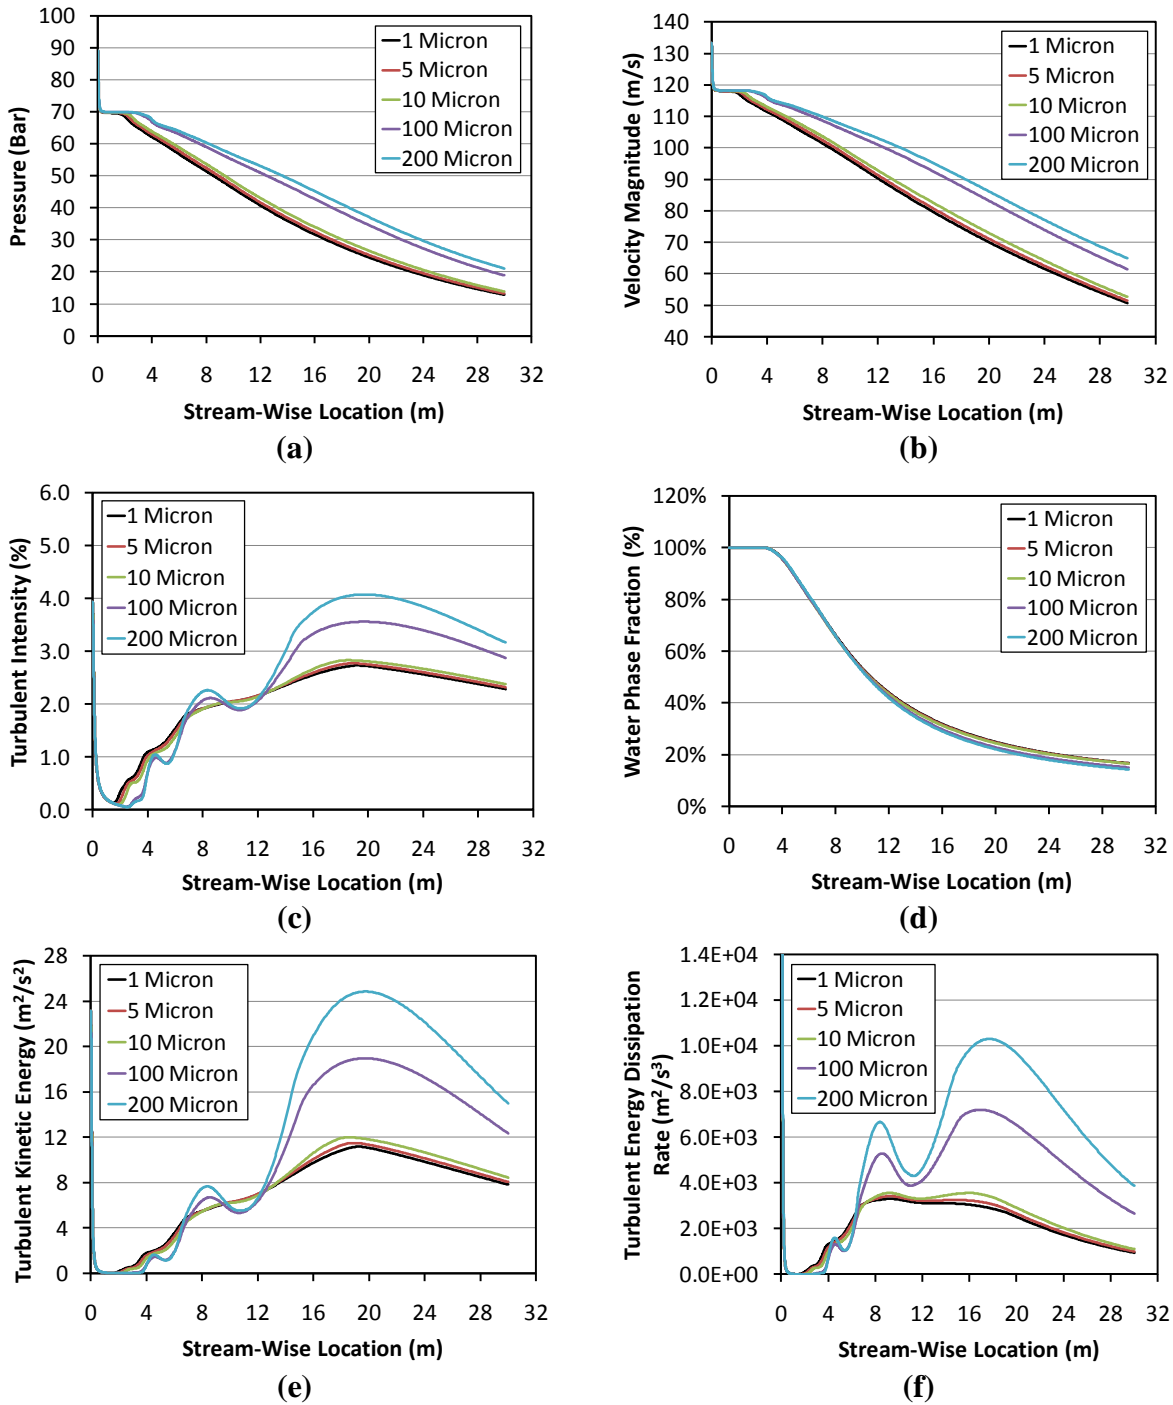 Pressure (Bar)
100
90
80
70
60
50
40
30
20
10
0
1 Micron
5 Micron
10 Micron
100 Micron
200 Micron
0 4 8 12 16 20 24 28 32
Stream-Wise Location (m)
(a)
Velocity Magnitude (m/s)
140
130
120
110
100
90
80
70
60
50
40
1 Micron
5 Micron
10 Micron
100 Micron
200 Micron
0 4 8 12 16 20 24 28 32
Stream-Wise Location (m)
(b)
Turbulent Intensity (%)
6.0
5.0
4.0
3.0
2.0
1.0
0.0
1 Micron
5 Micron
10 Micron
100 Micron
200 Micron
0 4 8 12 16 20 24 28 32
Stream-Wise Location (m)
(c)
Water Phase Fraction (%)
120%
100%
80%
60%
40%
20%
0%
1 Micron
5 Micron
10 Micron
100 Micron
200 Micron
0 4 8 12 16 20 24 28 32
Stream-Wise Location (m)
(d)
Turbulent Kinetic Energy (m²/s²)
28
24
20
16
12
8
4
0
1 Micron
5 Micron
10 Micron
100 Micron
200 Micron
0 4 8 12 16 20 24 28 32
Stream-Wise Location (m)
(e)
Turbulent Energy Dissipation
Rate (m²/s³)
1.4E+04
1.2E+04
1.0E+04
8.0E+03
6.0E+03
4.0E+03
2.0E+03
0.0E+00
1 Micron
5 Micron
10 Micron
100 Micron
200 Micron
0 4 8 12 16 20 24 28 32
Stream-Wise Location (m)
(f)